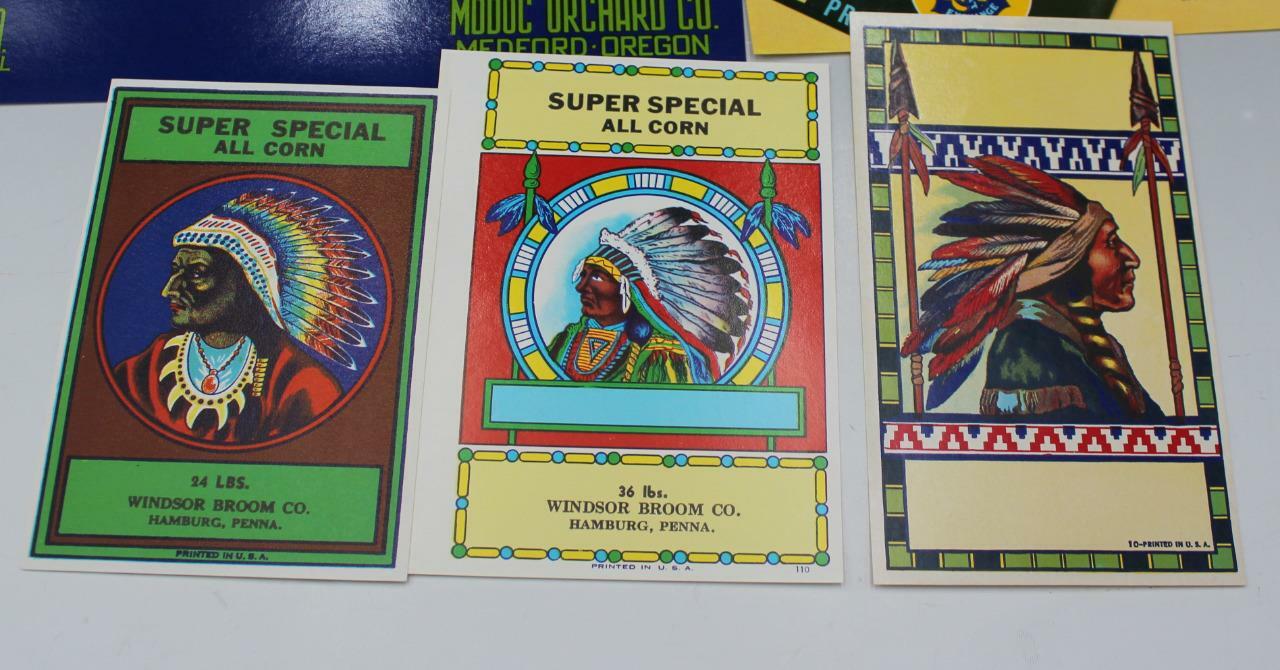 MODOC ORCHARD CO.
MEDFORD·OREGON
SUPER SPECIAL
ALL CORN
24 LBS.
WINDSOR BROOM CO.
HAMBURG, PENNA.
PRINTED IN U. S. A.
SUPER SPECIAL
ALL CORN
36 lbs.
WINDSOR BROOM CO.
HAMBURG, PENNA.
PRINTED IN U. S. A.
110
10-PRINTED IN U. S. A.